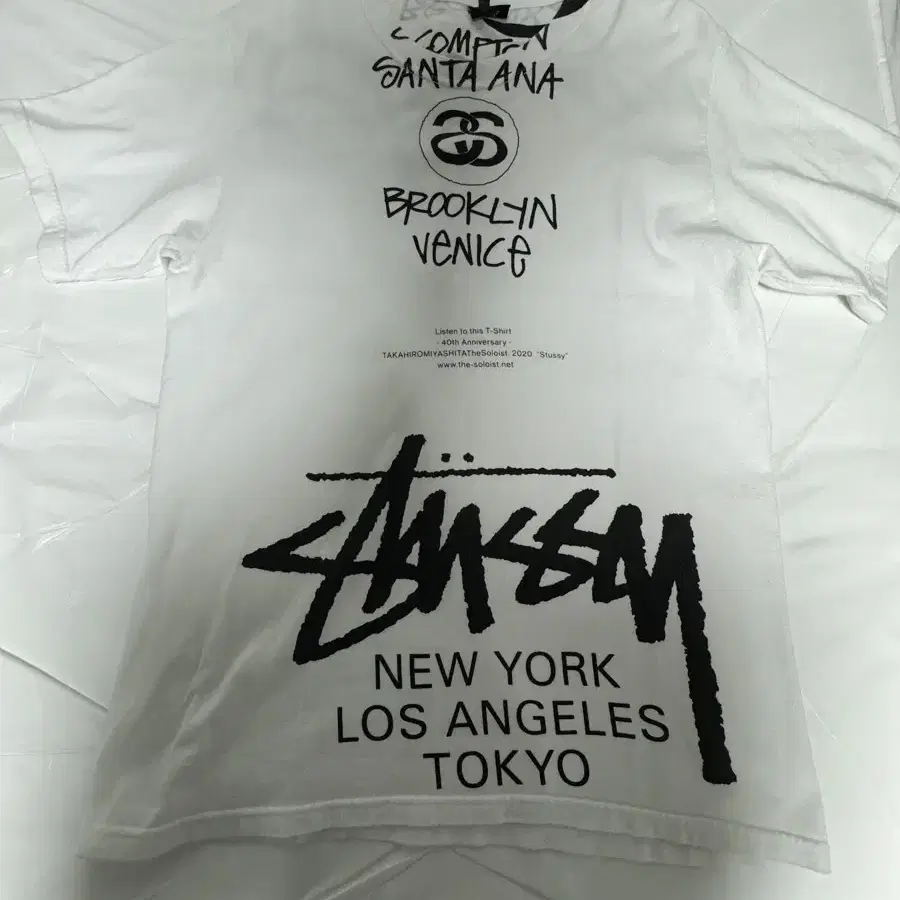 COMPTON
SANTA ANA
BROOKLYN
VENICE
Listen to this T-Shirt
- 40th Anniversary -
TAKAHIROMIYASHITATheSoloist. 2020 "Stussy"
www.the-soloist.net
Stüssy
NEW YORK
LOS ANGELES
TOKYO